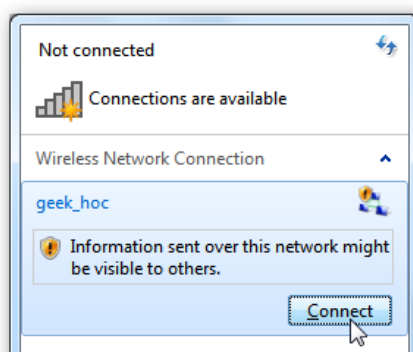 Not connected
Connections are available
Wireless Network Connection
geek_hoc
Information sent over this network might
be visible to others.
Connect